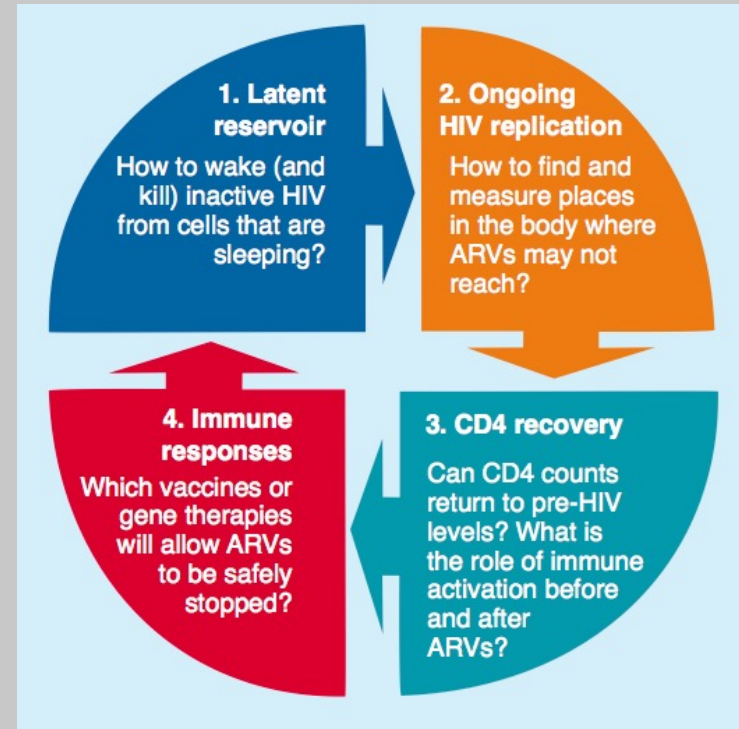 1. Latent
reservoir
How to wake (and
kill) inactive HIV
from cells that are
sleeping?
2. Ongoing
HIV replication
How to find and
measure places
in the body where
ARVs may not
reach?
3. CD4 recovery
Can CD4 counts
return to pre-HIV
levels? What is
the role of immune
activation before
and after
ARVs?
4. Immune
responses
Which vaccines or
gene therapies
will allow ARVs
to be safely
stopped?